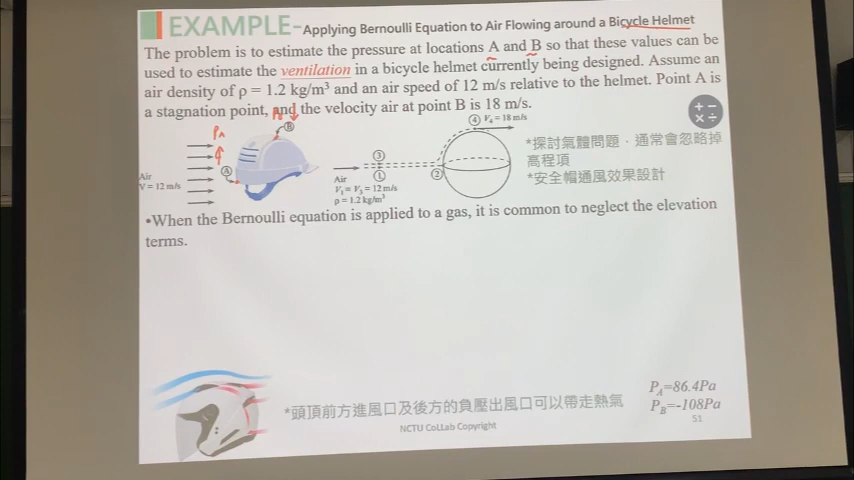 EXAMPLE-Applying Bernoulli Equation to Air Flowing around a Bicycle Helmet
The problem is to estimate the pressure at locations A and B so that these values can be
used to estimate the ventilation in a bicycle helmet currently being designed. Assume an
air density of ρ = 1.2 kg/m³ and an air speed of 12 m/s relative to the helmet. Point A is
a stagnation point, and the velocity air at point B is 18 m/s.
PA
B
A
Air
V = 12 m/s
3
1
Air
V₁ = V₃ = 12 m/s
ρ = 1.2 kg/m³
2
4 V₄ = 18 m/s
+ −
× ÷
*探討氣體問題，通常會忽略掉
高程項
*安全帽通風效果設計
•When the Bernoulli equation is applied to a gas, it is common to neglect the elevation
terms.
*頭頂前方進風口及後方的負壓出風口可以帶走熱氣
PA=86.4Pa
PB=-108Pa
NCTU CoLLab Copyright
51